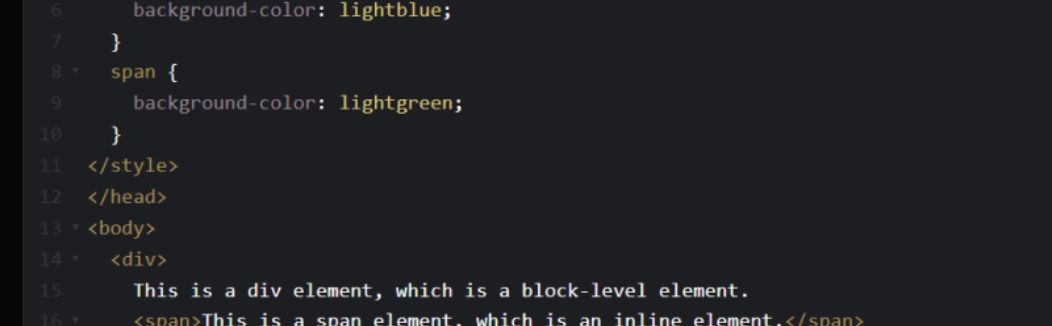 6 background-color: lightblue;
7 }
8 span {
9 background-color: lightgreen;
10 }
11 </style>
12 </head>
13 <body>
14 <div>
15 This is a div element, which is a block-level element.
16 <span>This is a span element, which is an inline element.</span>